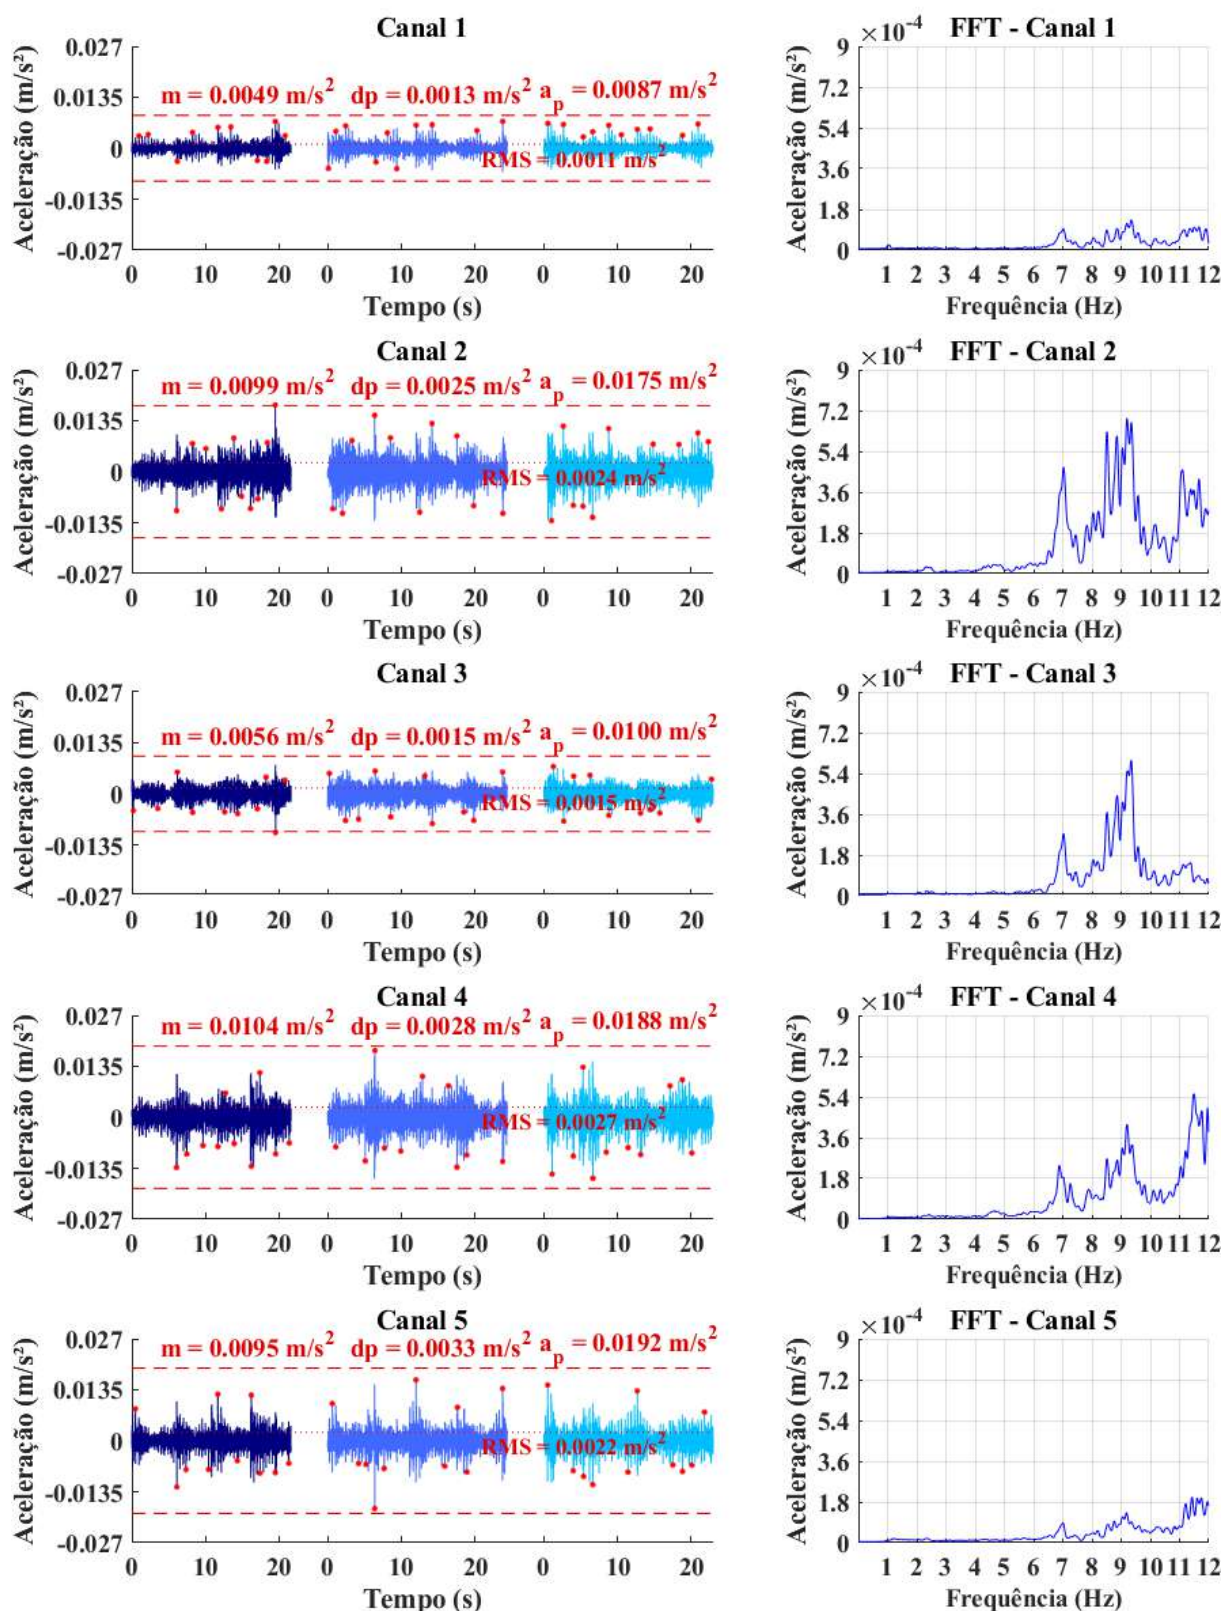 Canal 1
m = 0.0049 m/s² dp = 0.0013 m/s² aₚ = 0.0087 m/s²
RMS = 0.0011 m/s²
Aceleração (m/s²)
0.027
0.0135
0
-0.0135
-0.027
0 10 20 0 10 20 0 10 20
Tempo (s)
×10⁻⁴ FFT - Canal 1
Aceleração (m/s²)
9
7.2
5.4
3.6
1.8
0
1 2 3 4 5 6 7 8 9 10 11 12
Frequência (Hz)
Canal 2
m = 0.0099 m/s² dp = 0.0025 m/s² aₚ = 0.0175 m/s²
RMS = 0.0024 m/s²
Aceleração (m/s²)
0.027
0.0135
0
-0.0135
-0.027
0 10 20 0 10 20 0 10 20
Tempo (s)
×10⁻⁴ FFT - Canal 2
Aceleração (m/s²)
9
7.2
5.4
3.6
1.8
0
1 2 3 4 5 6 7 8 9 10 11 12
Frequência (Hz)
Canal 3
m = 0.0056 m/s² dp = 0.0015 m/s² aₚ = 0.0100 m/s²
RMS = 0.0015 m/s²
Aceleração (m/s²)
0.027
0.0135
0
-0.0135
-0.027
0 10 20 0 10 20 0 10 20
Tempo (s)
×10⁻⁴ FFT - Canal 3
Aceleração (m/s²)
9
7.2
5.4
3.6
1.8
0
1 2 3 4 5 6 7 8 9 10 11 12
Frequência (Hz)
Canal 4
m = 0.0104 m/s² dp = 0.0028 m/s² aₚ = 0.0188 m/s²
RMS = 0.0027 m/s²
Aceleração (m/s²)
0.027
0.0135
0
-0.0135
-0.027
0 10 20 0 10 20 0 10 20
Tempo (s)
×10⁻⁴ FFT - Canal 4
Aceleração (m/s²)
9
7.2
5.4
3.6
1.8
0
1 2 3 4 5 6 7 8 9 10 11 12
Frequência (Hz)
Canal 5
m = 0.0095 m/s² dp = 0.0033 m/s² aₚ = 0.0192 m/s²
RMS = 0.0022 m/s²
Aceleração (m/s²)
0.027
0.0135
0
-0.0135
-0.027
0 10 20 0 10 20 0 10 20
Tempo (s)
×10⁻⁴ FFT - Canal 5
Aceleração (m/s²)
9
7.2
5.4
3.6
1.8
0
1 2 3 4 5 6 7 8 9 10 11 12
Frequência (Hz)